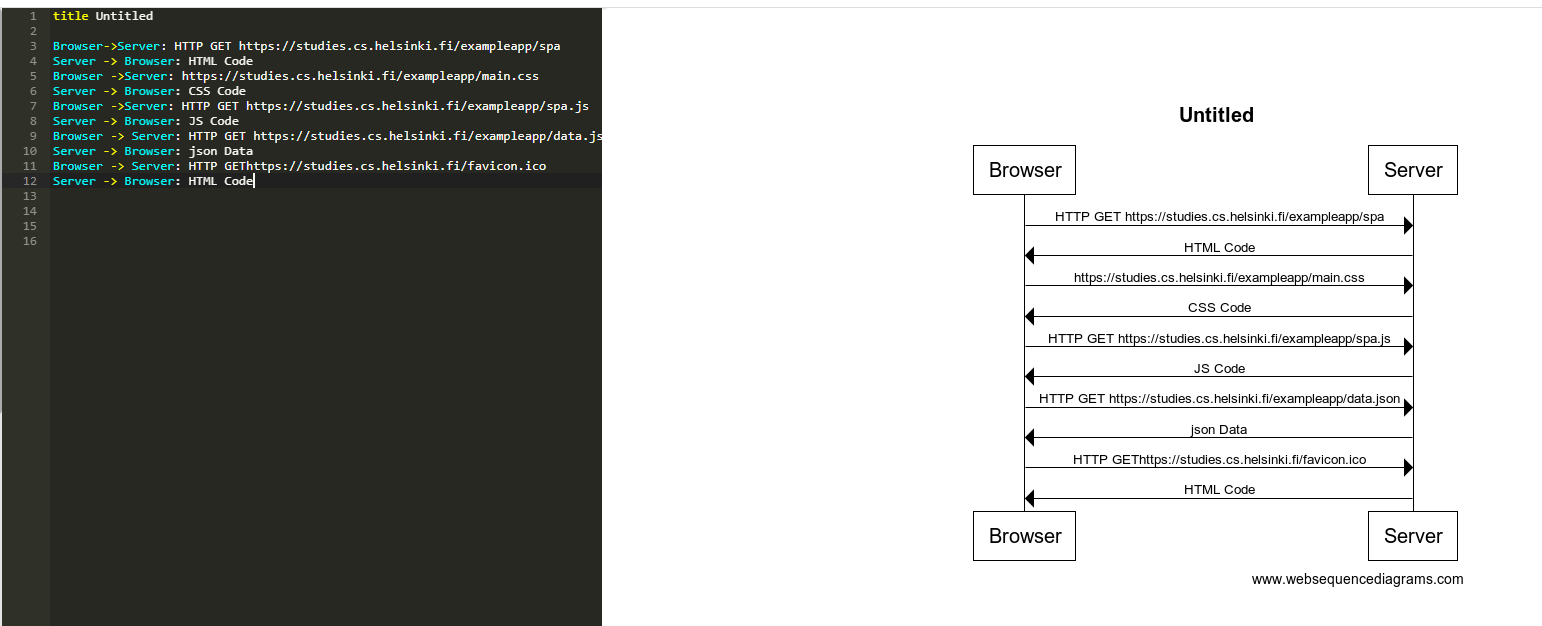 1 title Untitled
2
3 Browser->Server: HTTP GET https://studies.cs.helsinki.fi/exampleapp/spa
4 Server -> Browser: HTML Code
5 Browser ->Server: https://studies.cs.helsinki.fi/exampleapp/main.css
6 Server -> Browser: CSS Code
7 Browser ->Server: HTTP GET https://studies.cs.helsinki.fi/exampleapp/spa.js
8 Server -> Browser: JS Code
9 Browser -> Server: HTTP GET https://studies.cs.helsinki.fi/exampleapp/data.js
10 Server -> Browser: json Data
11 Browser -> Server: HTTP GEThttps://studies.cs.helsinki.fi/favicon.ico
12 Server -> Browser: HTML Code
13
14
15
16
Untitled
Browser Server
HTTP GET https://studies.cs.helsinki.fi/exampleapp/spa
HTML Code
https://studies.cs.helsinki.fi/exampleapp/main.css
CSS Code
HTTP GET https://studies.cs.helsinki.fi/exampleapp/spa.js
JS Code
HTTP GET https://studies.cs.helsinki.fi/exampleapp/data.json
json Data
HTTP GEThttps://studies.cs.helsinki.fi/favicon.ico
HTML Code
Browser Server
www.websequencediagrams.com